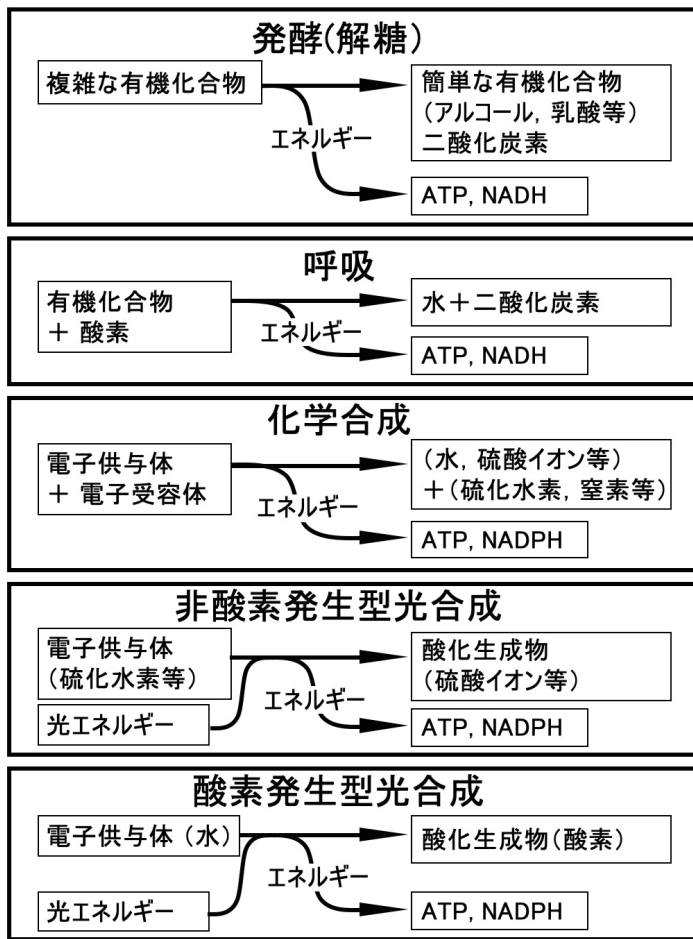 発酵(解糖)
複雑な有機化合物
簡単な有機化合物
(アルコール, 乳酸等)
二酸化炭素
エネルギー
ATP, NADH
呼吸
有機化合物
+ 酸素
水+二酸化炭素
エネルギー
ATP, NADH
化学合成
電子供与体
+ 電子受容体
(水, 硫酸イオン等)
+(硫化水素, 窒素等)
エネルギー
ATP, NADPH
非酸素発生型光合成
電子供与体
(硫化水素等)
酸化生成物
(硫酸イオン等)
エネルギー
光エネルギー
ATP, NADPH
酸素発生型光合成
電子供与体 (水)
酸化生成物(酸素)
エネルギー
光エネルギー
ATP, NADPH